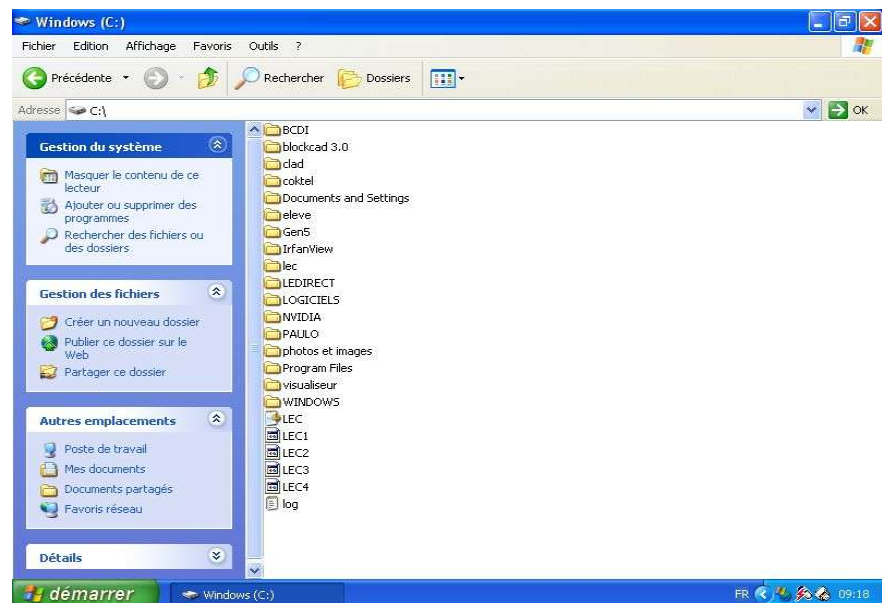 Windows (C:)
Fichier Edition Affichage Favoris Outils ?
Précédente Rechercher Dossiers
Adresse C:\ OK
Gestion du système
Masquer le contenu de ce
lecteur
Ajouter ou supprimer des
programmes
Rechercher des fichiers ou
des dossiers
Gestion des fichiers
Créer un nouveau dossier
Publier ce dossier sur le
Web
Partager ce dossier
Autres emplacements
Poste de travail
Mes documents
Documents partagés
Favoris réseau
Détails
BCDI
blockcad 3.0
clad
coktel
Documents and Settings
eleve
Gen5
IrfanView
lec
LEDIRECT
LOGICIELS
NVIDIA
PAULO
photos et images
Program Files
visualiseur
WINDOWS
LEC
LEC1
LEC2
LEC3
LEC4
log
démarrer Windows (C:) FR 09:18